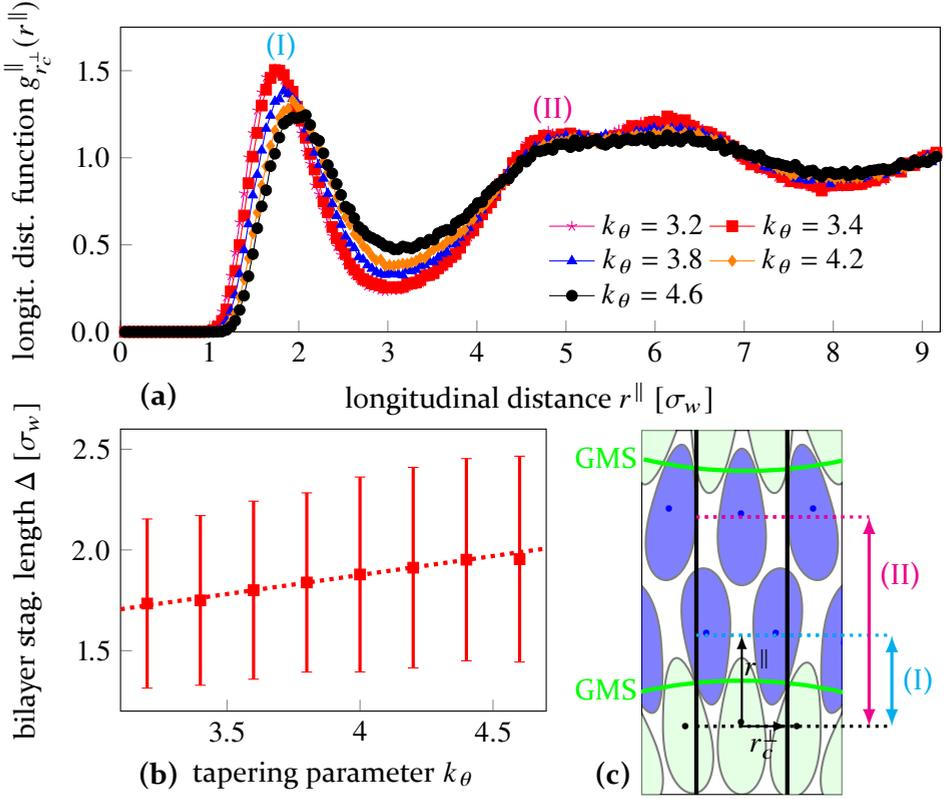 longit. dist. function g^∥_{r_c^⊥}(r^∥)
1.5
1.0
0.5
0.0
(I)
(II)
k_θ = 3.2
k_θ = 3.4
k_θ = 3.8
k_θ = 4.2
k_θ = 4.6
0 1 2 3 4 5 6 7 8 9
(a) longitudinal distance r^∥ [σ_w]
bilayer stag. length Δ [σ_w]
2.5
2.0
1.5
3.5 4 4.5
(b) tapering parameter k_θ
GMS
(II)
r^∥
GMS
(I)
r_c^⊥
(c)